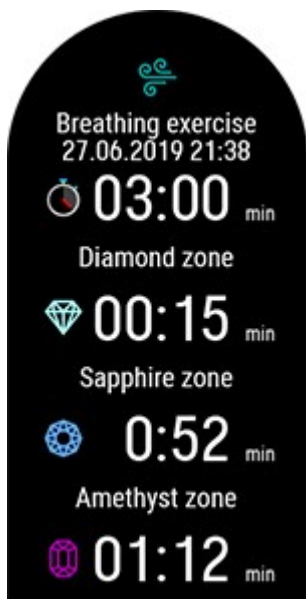 Breathing exercise
27.06.2019 21:38
03:00 min
Diamond zone
00:15 min
Sapphire zone
0:52 min
Amethyst zone
01:12 min